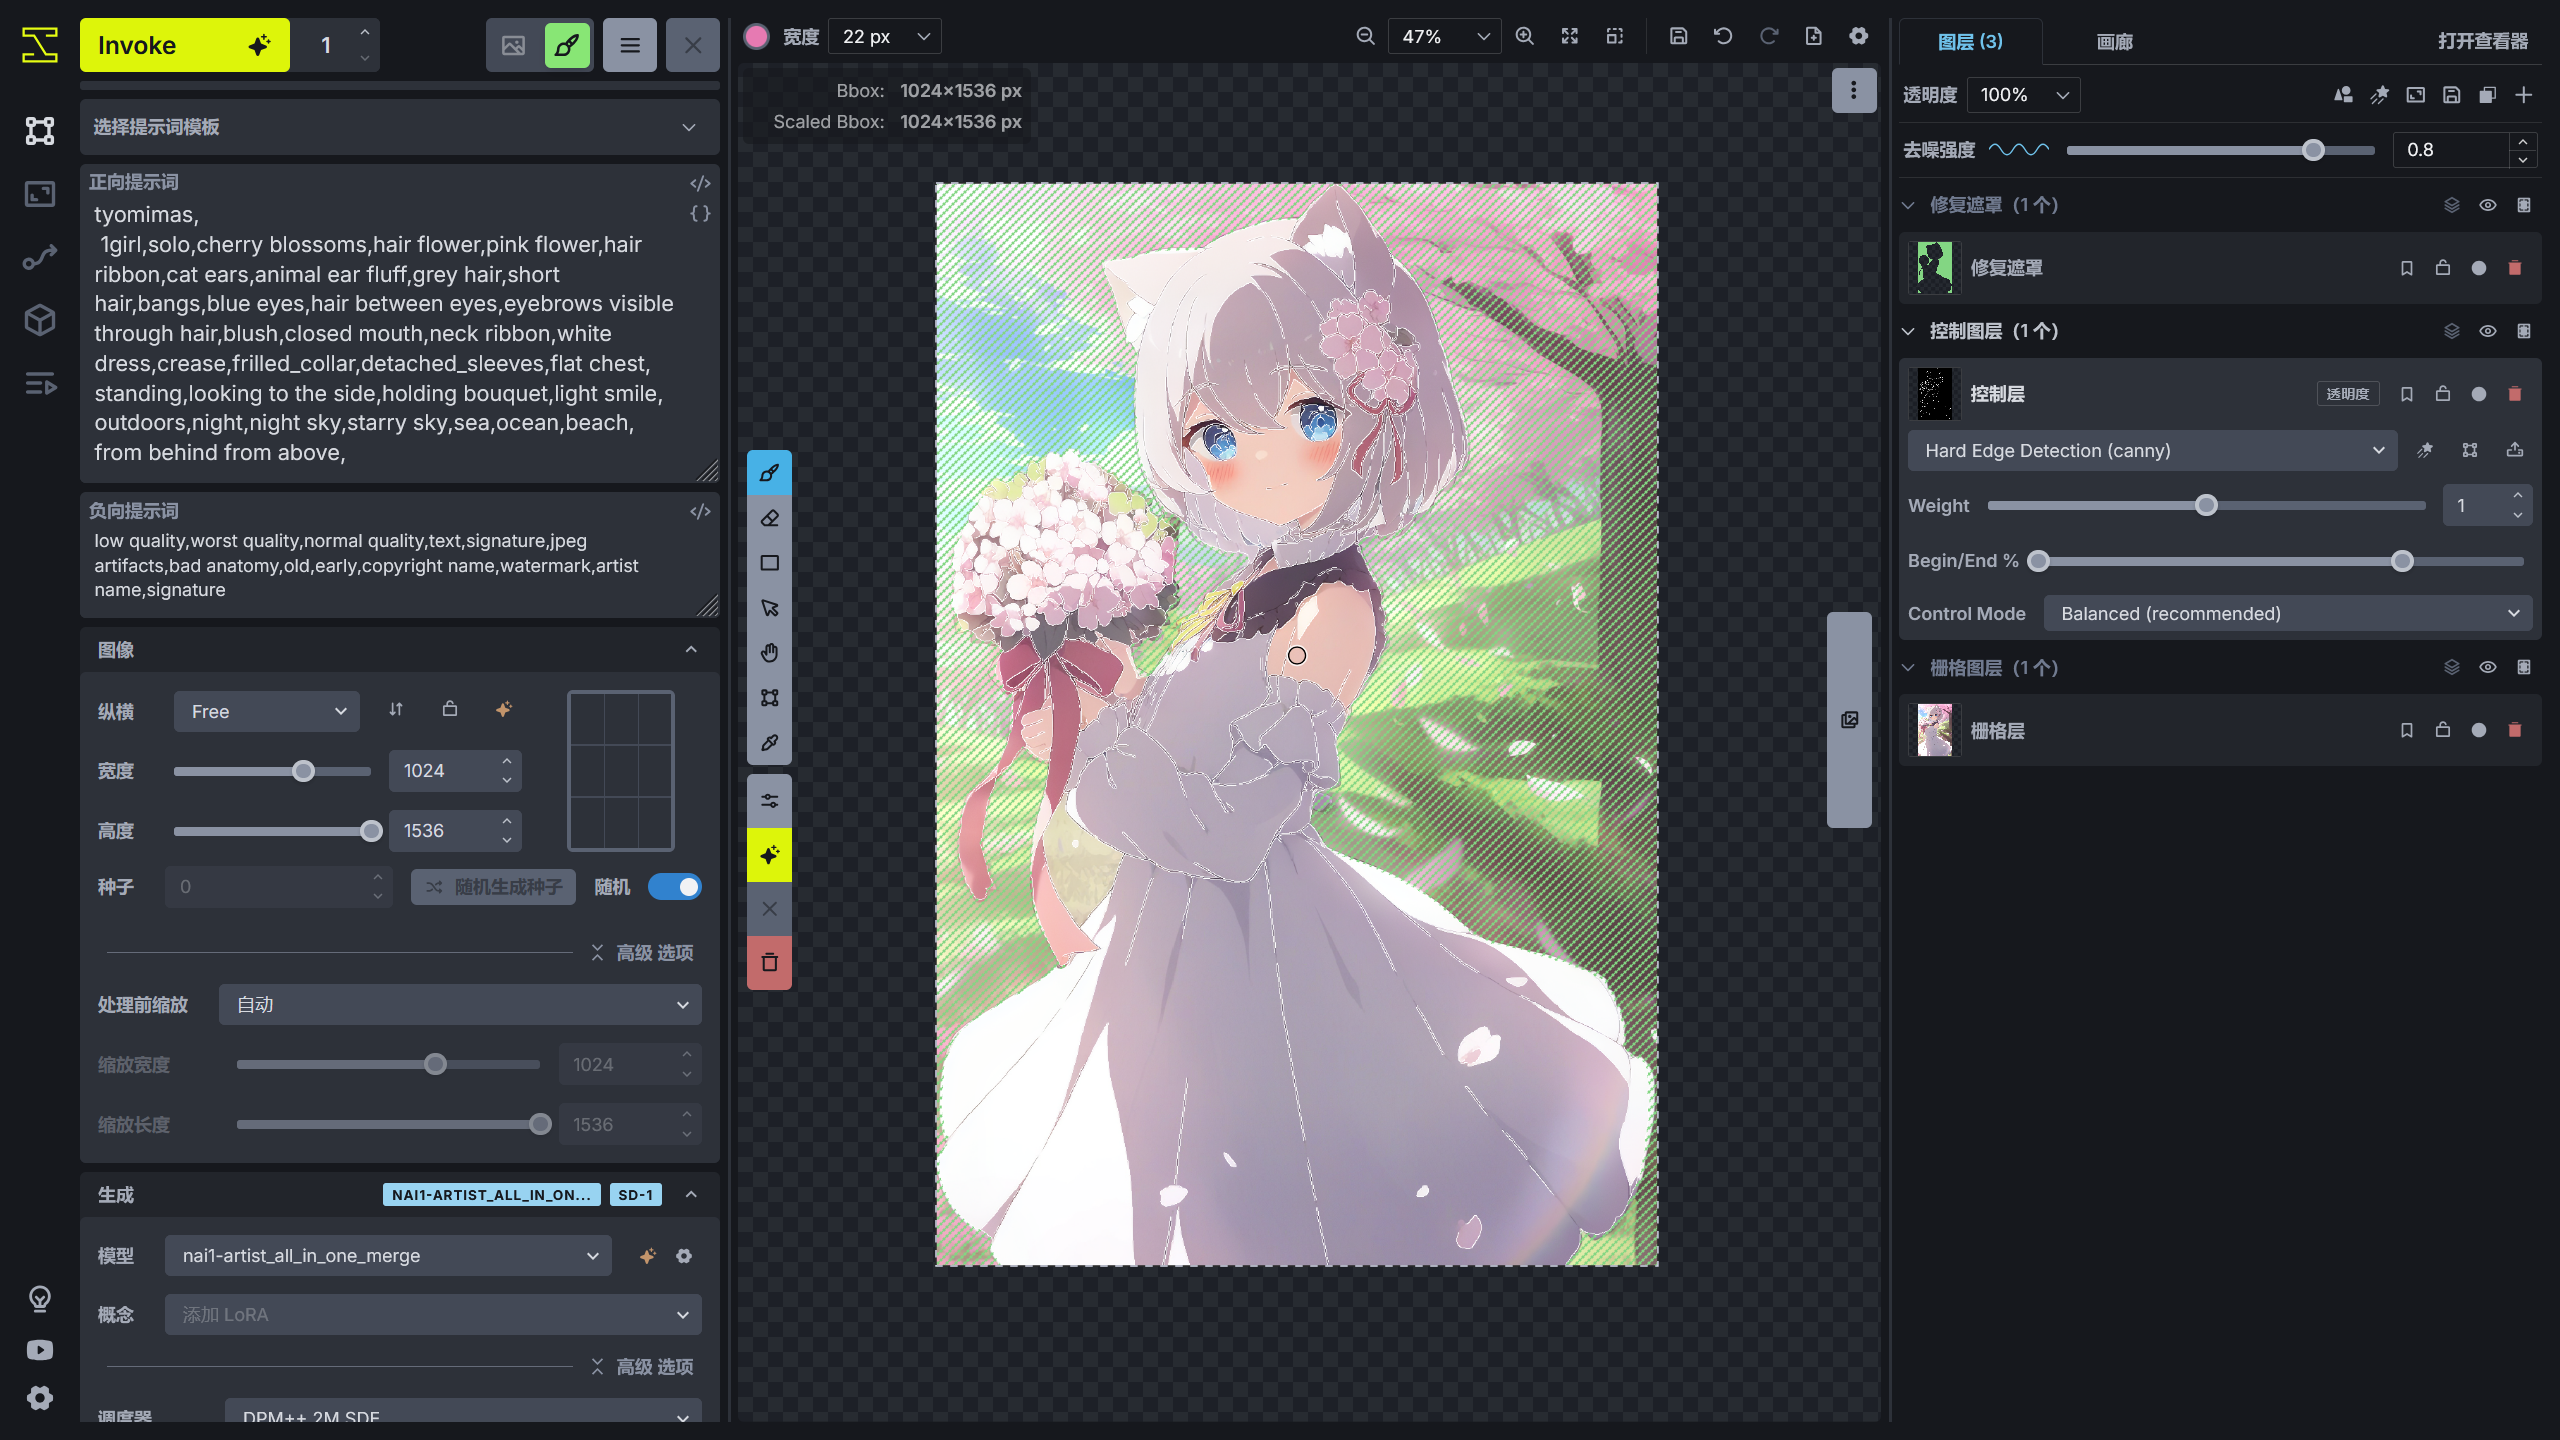 Invoke
1
选择提示词模板
正向提示词
tyomimas,
1girl,solo,cherry blossoms,hair flower,pink flower,hair
ribbon,cat ears,animal ear fluff,grey hair,short
hair,bangs,blue eyes,hair between eyes,eyebrows visible
through hair,blush,closed mouth,neck ribbon,white
dress,crease,frilled_collar,detached_sleeves,flat chest,
standing,looking to the side,holding bouquet,light smile,
outdoors,night,night sky,starry sky,sea,ocean,beach,
from behind from above,
负向提示词
low quality,worst quality,normal quality,text,signature,jpeg
artifacts,bad anatomy,old,early,copyright name,watermark,artist
name,signature
图像
纵横 Free
宽度 1024
高度 1536
种子 0 随机生成种子 随机
高级 选项
处理前缩放 自动
缩放宽度 1024
缩放长度 1536
生成 NAI1-ARTIST_ALL_IN_ON... SD-1
模型 nai1-artist_all_in_one_merge
概念 添加 LoRA
高级 选项
调度器 DPM++ 2M SDE
宽度 22 px 47%
Bbox: 1024×1536 px
Scaled Bbox: 1024×1536 px
图层 (3) 画廊 打开查看器
透明度 100%
去噪强度 0.8
修复遮罩 (1 个)
修复遮罩
控制图层 (1 个)
控制层 透明度
Hard Edge Detection (canny)
Weight 1
Begin/End %
Control Mode Balanced (recommended)
栅格图层 (1 个)
栅格层